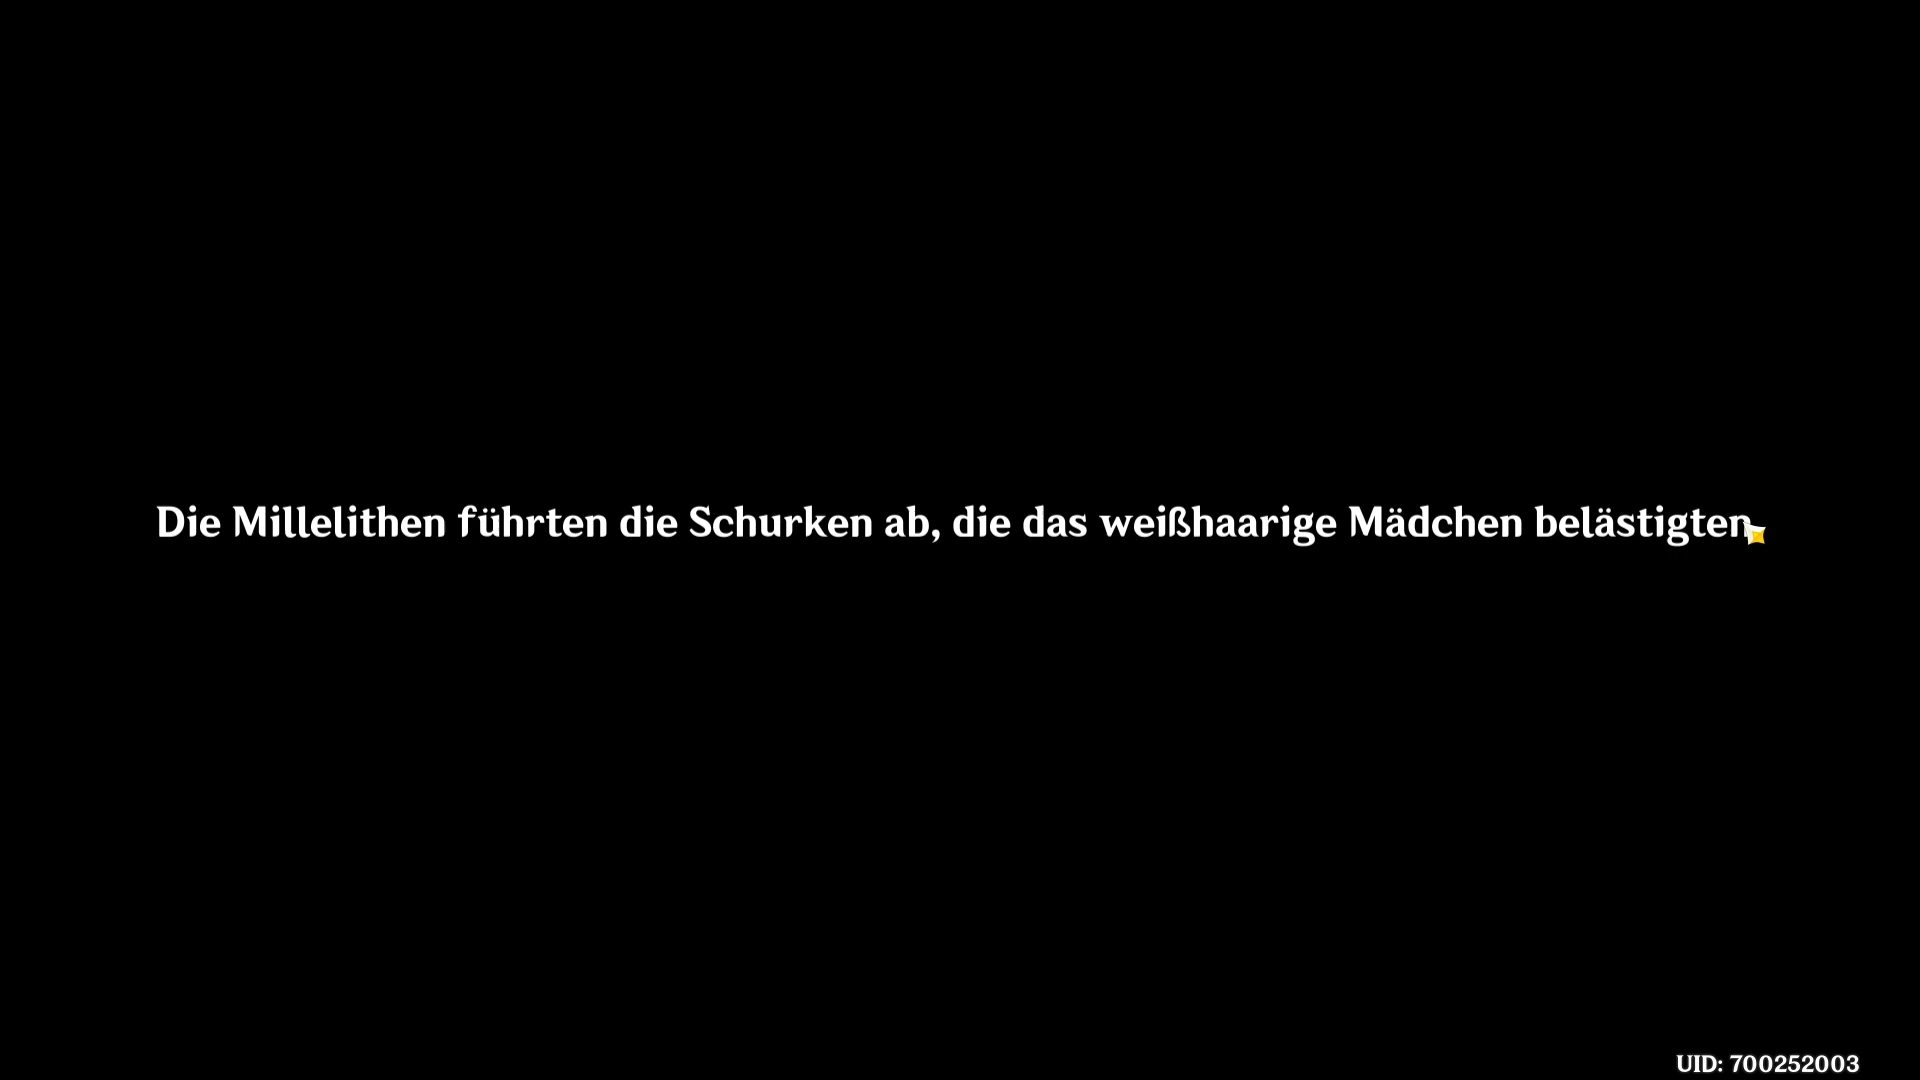 Die Millelithen führten die Schurken ab, die das weißhaarige Mädchen belästigten.
UID: 700252003